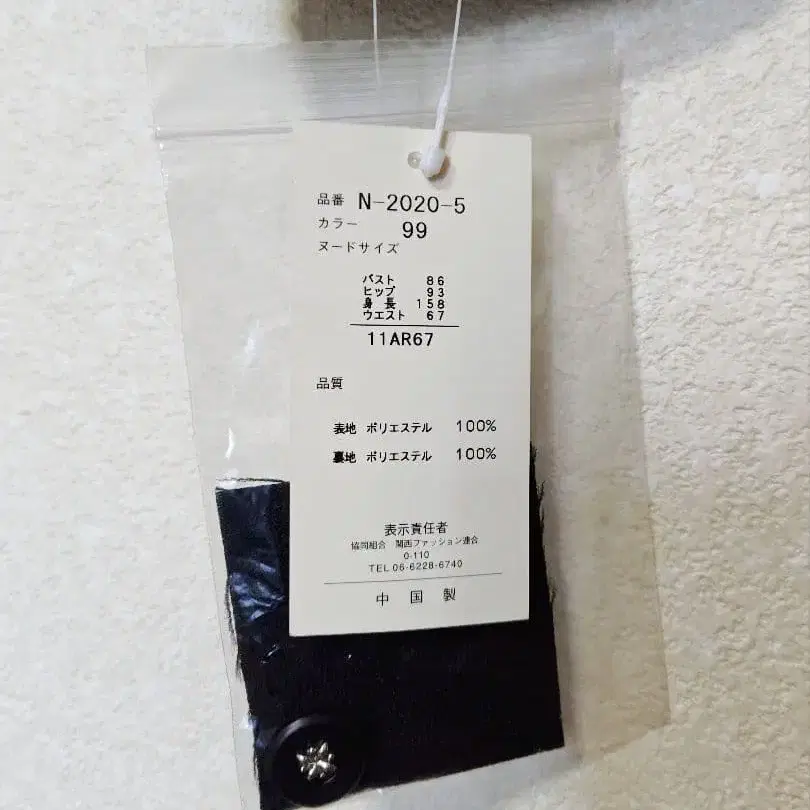 品番 N-2020-5
カラー 99
ヌードサイズ
バスト 86
ヒップ 93
身長 158
ウエスト 67
11AR67
品質
表地 ポリエステル 100%
裏地 ポリエステル 100%
表示責任者
協同組合 関西ファッション連合
0-110
TEL 06-6228-6740
中国製